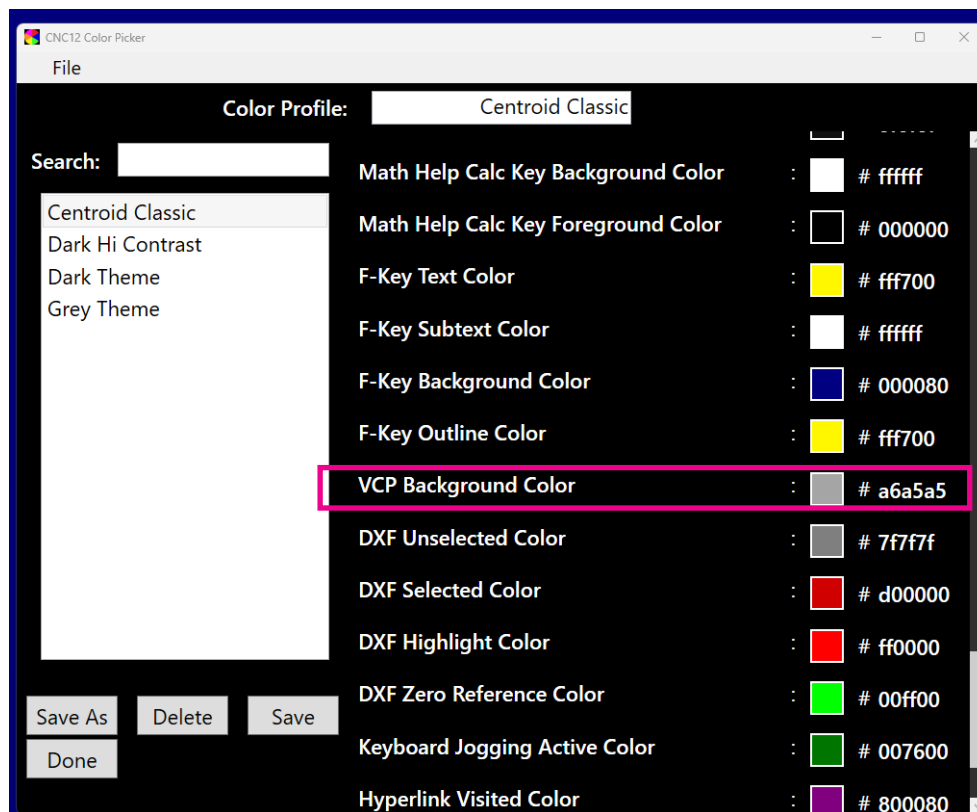 CNC12 Color Picker
File
Color Profile: Centroid Classic
Search:
Centroid Classic
Dark Hi Contrast
Dark Theme
Grey Theme
Save As Delete Save
Done
Math Help Calc Key Background Color : # ffffff
Math Help Calc Key Foreground Color : # 000000
F-Key Text Color : # fff700
F-Key Subtext Color : # ffffff
F-Key Background Color : # 000080
F-Key Outline Color : # fff700
VCP Background Color : # a6a5a5
DXF Unselected Color : # 7f7f7f
DXF Selected Color : # d00000
DXF Highlight Color : # ff0000
DXF Zero Reference Color : # 00ff00
Keyboard Jogging Active Color : # 007600
Hyperlink Visited Color : # 800080